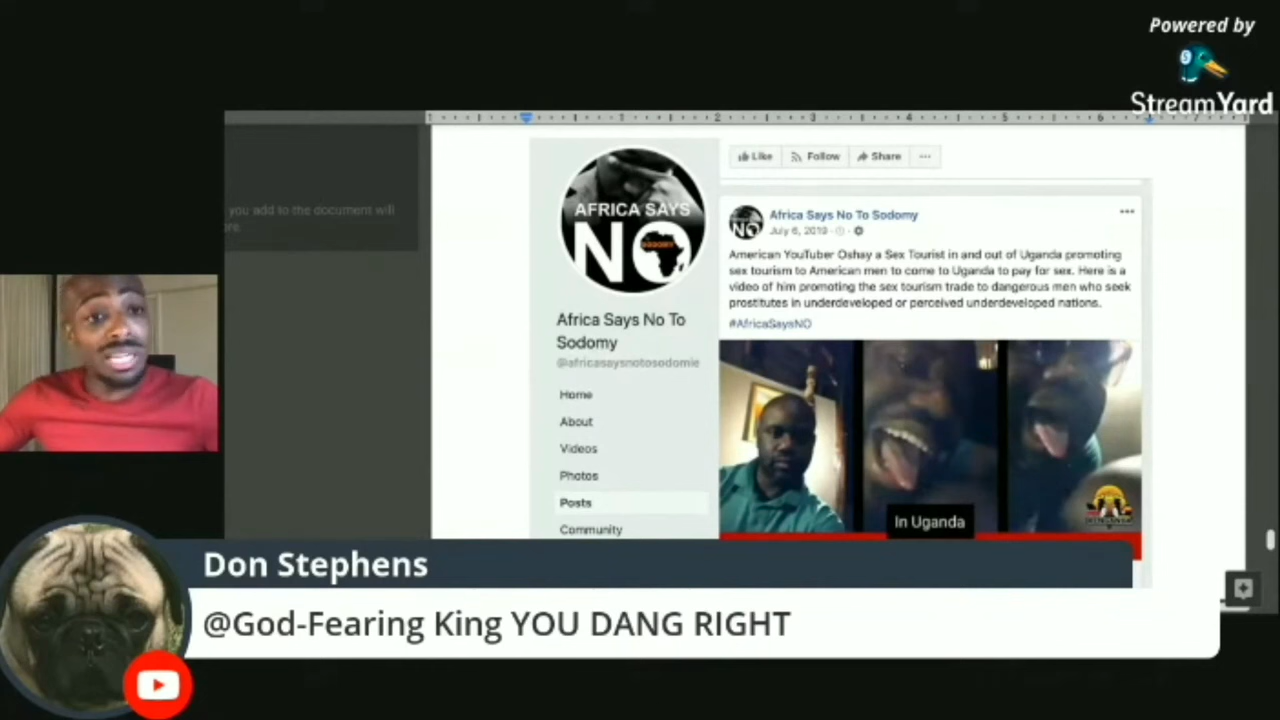 Powered by
StreamYard
you add to the document will
re.
Like
Follow
Share
AFRICA SAYS
NO
SODOMY
Africa Says No To Sodomy
July 6, 2019
American YouTuber Oshay a Sex Tourist in and out of Uganda promoting
sex tourism to American men to come to Uganda to pay for sex. Here is a
video of him promoting the sex tourism trade to dangerous men who seek
prostitutes in underdeveloped or perceived underdeveloped nations.
#AfricaSaysNO
Africa Says No To
Sodomy
@africasaysnotosodomie
Home
About
Videos
Photos
Posts
Community
In Uganda
Don Stephens
@God-Fearing King YOU DANG RIGHT